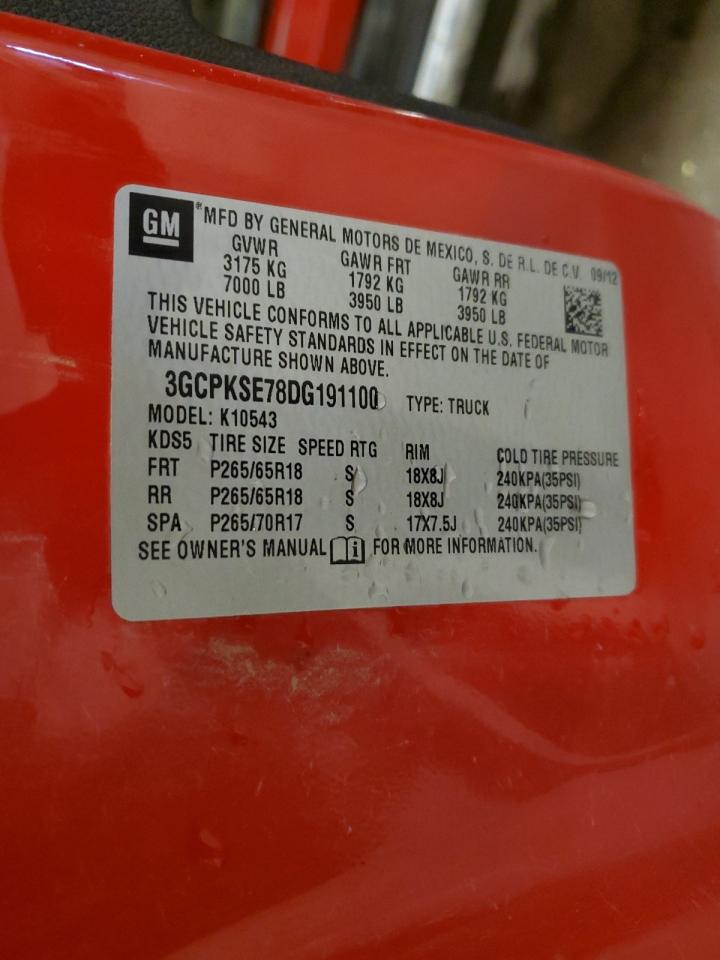 GM ® MFD BY GENERAL MOTORS DE MEXICO, S. DE R.L. DE C.V. 09/12
GVWR GAWR FRT GAWR RR
3175 KG 1792 KG 1792 KG
7000 LB 3950 LB 3950 LB
THIS VEHICLE CONFORMS TO ALL APPLICABLE U.S. FEDERAL MOTOR
VEHICLE SAFETY STANDARDS IN EFFECT ON THE DATE OF
MANUFACTURE SHOWN ABOVE.
3GCPKSE78DG191100 TYPE: TRUCK
MODEL: K10543
KDS5 TIRE SIZE SPEED RTG RIM COLD TIRE PRESSURE
FRT P265/65R18 S 18X8J 240KPA(35PSI)
RR P265/65R18 S 18X8J 240KPA(35PSI)
SPA P265/70R17 S 17X7.5J 240KPA(35PSI)
SEE OWNER'S MANUAL i FOR MORE INFORMATION.